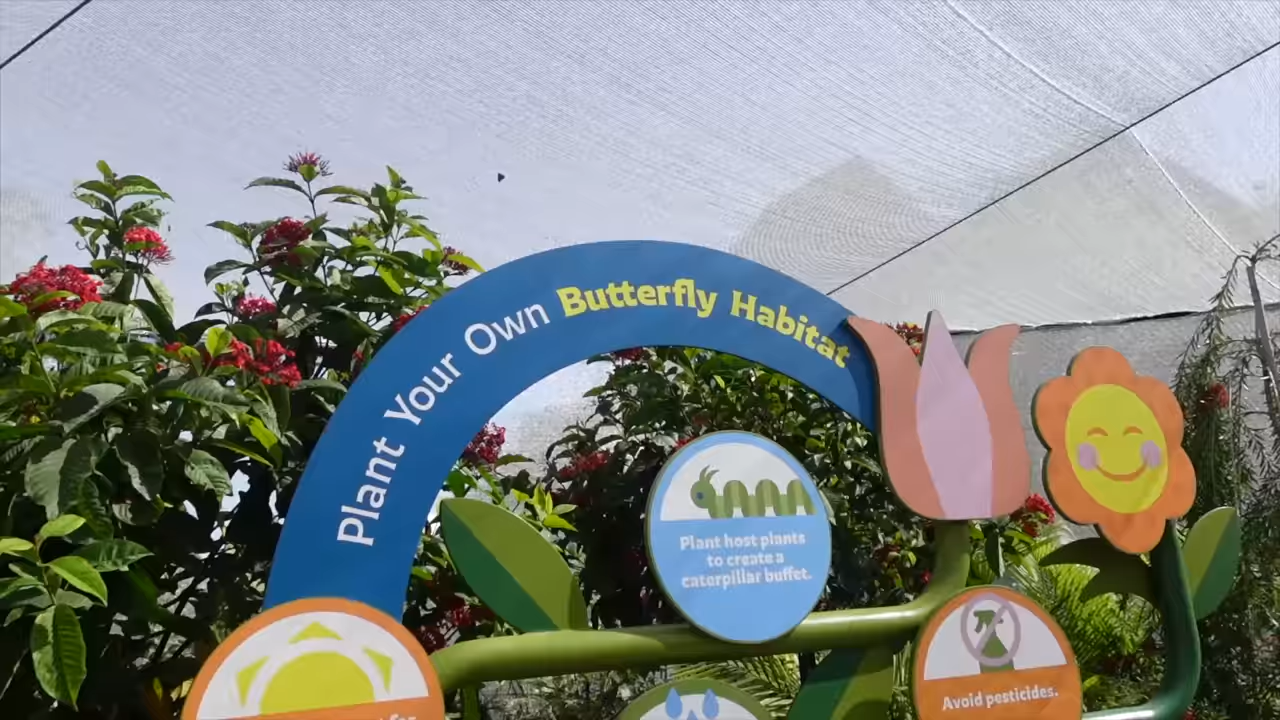 Plant Your Own Butterfly Habitat
Plant host plants
to create a
caterpillar buffet.
Avoid pesticides.